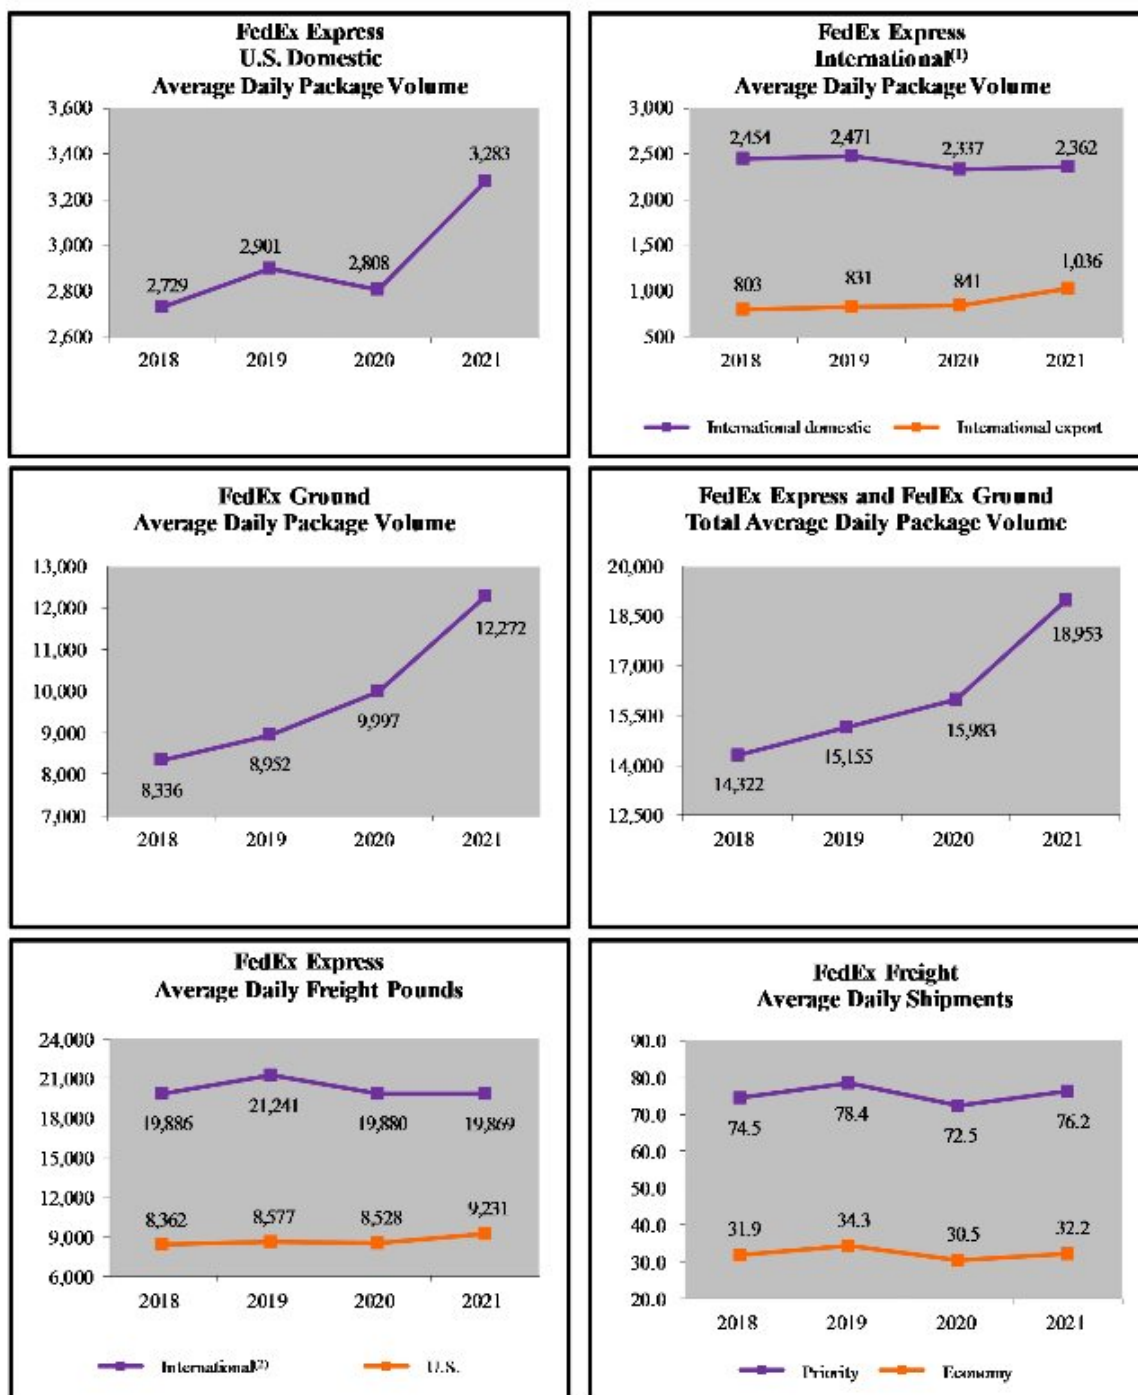 FedEx Express
U.S. Domestic
Average Daily Package Volume
3,600
3,400
3,200
3,000
2,800
2,600
2,729
2,901
2,808
3,283
2018 2019 2020 2021
FedEx Express
International(1)
Average Daily Package Volume
3,000
2,500
2,000
1,500
1,000
500
2,454 2,471 2,337 2,362
803 831 841 1,036
2018 2019 2020 2021
International domestic International export
FedEx Ground
Average Daily Package Volume
13,000
12,000
11,000
10,000
9,000
8,000
7,000
8,336
8,952
9,997
12,272
2018 2019 2020 2021
FedEx Express and FedEx Ground
Total Average Daily Package Volume
20,000
18,500
17,000
15,500
14,000
12,500
14,322
15,155
15,983
18,953
2018 2019 2020 2021
FedEx Express
Average Daily Freight Pounds
24,000
21,000
18,000
15,000
12,000
9,000
6,000
19,886 21,241 19,880 19,869
8,362 8,577 8,528 9,231
2018 2019 2020 2021
International(2) U.S.
FedEx Freight
Average Daily Shipments
90.0
80.0
70.0
60.0
50.0
40.0
30.0
20.0
74.5 78.4 72.5 76.2
31.9 34.3 30.5 32.2
2018 2019 2020 2021
Priority Economy